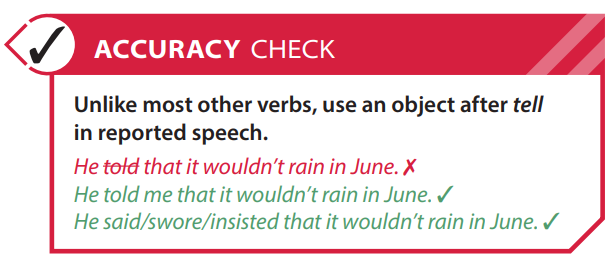 ✓ ACCURACY CHECK
Unlike most other verbs, use an object after tell
in reported speech.
He told that it wouldn't rain in June. ✗
He told me that it wouldn't rain in June. ✓
He said/swore/insisted that it wouldn't rain in June. ✓